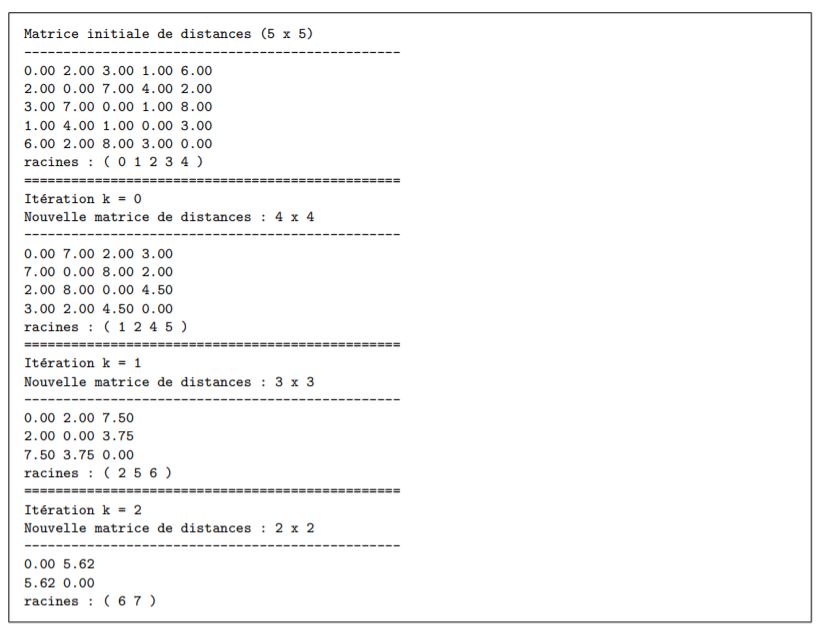 Matrice initiale de distances (5 x 5)
------------------------------------------------
0.00 2.00 3.00 1.00 6.00
2.00 0.00 7.00 4.00 2.00
3.00 7.00 0.00 1.00 8.00
1.00 4.00 1.00 0.00 3.00
6.00 2.00 8.00 3.00 0.00
racines : ( 0 1 2 3 4 )
================================================
Itération k = 0
Nouvelle matrice de distances : 4 x 4
------------------------------------------------
0.00 7.00 2.00 3.00
7.00 0.00 8.00 2.00
2.00 8.00 0.00 4.50
3.00 2.00 4.50 0.00
racines : ( 1 2 4 5 )
================================================
Itération k = 1
Nouvelle matrice de distances : 3 x 3
------------------------------------------------
0.00 2.00 7.50
2.00 0.00 3.75
7.50 3.75 0.00
racines : ( 2 5 6 )
================================================
Itération k = 2
Nouvelle matrice de distances : 2 x 2
------------------------------------------------
0.00 5.62
5.62 0.00
racines : ( 6 7 )